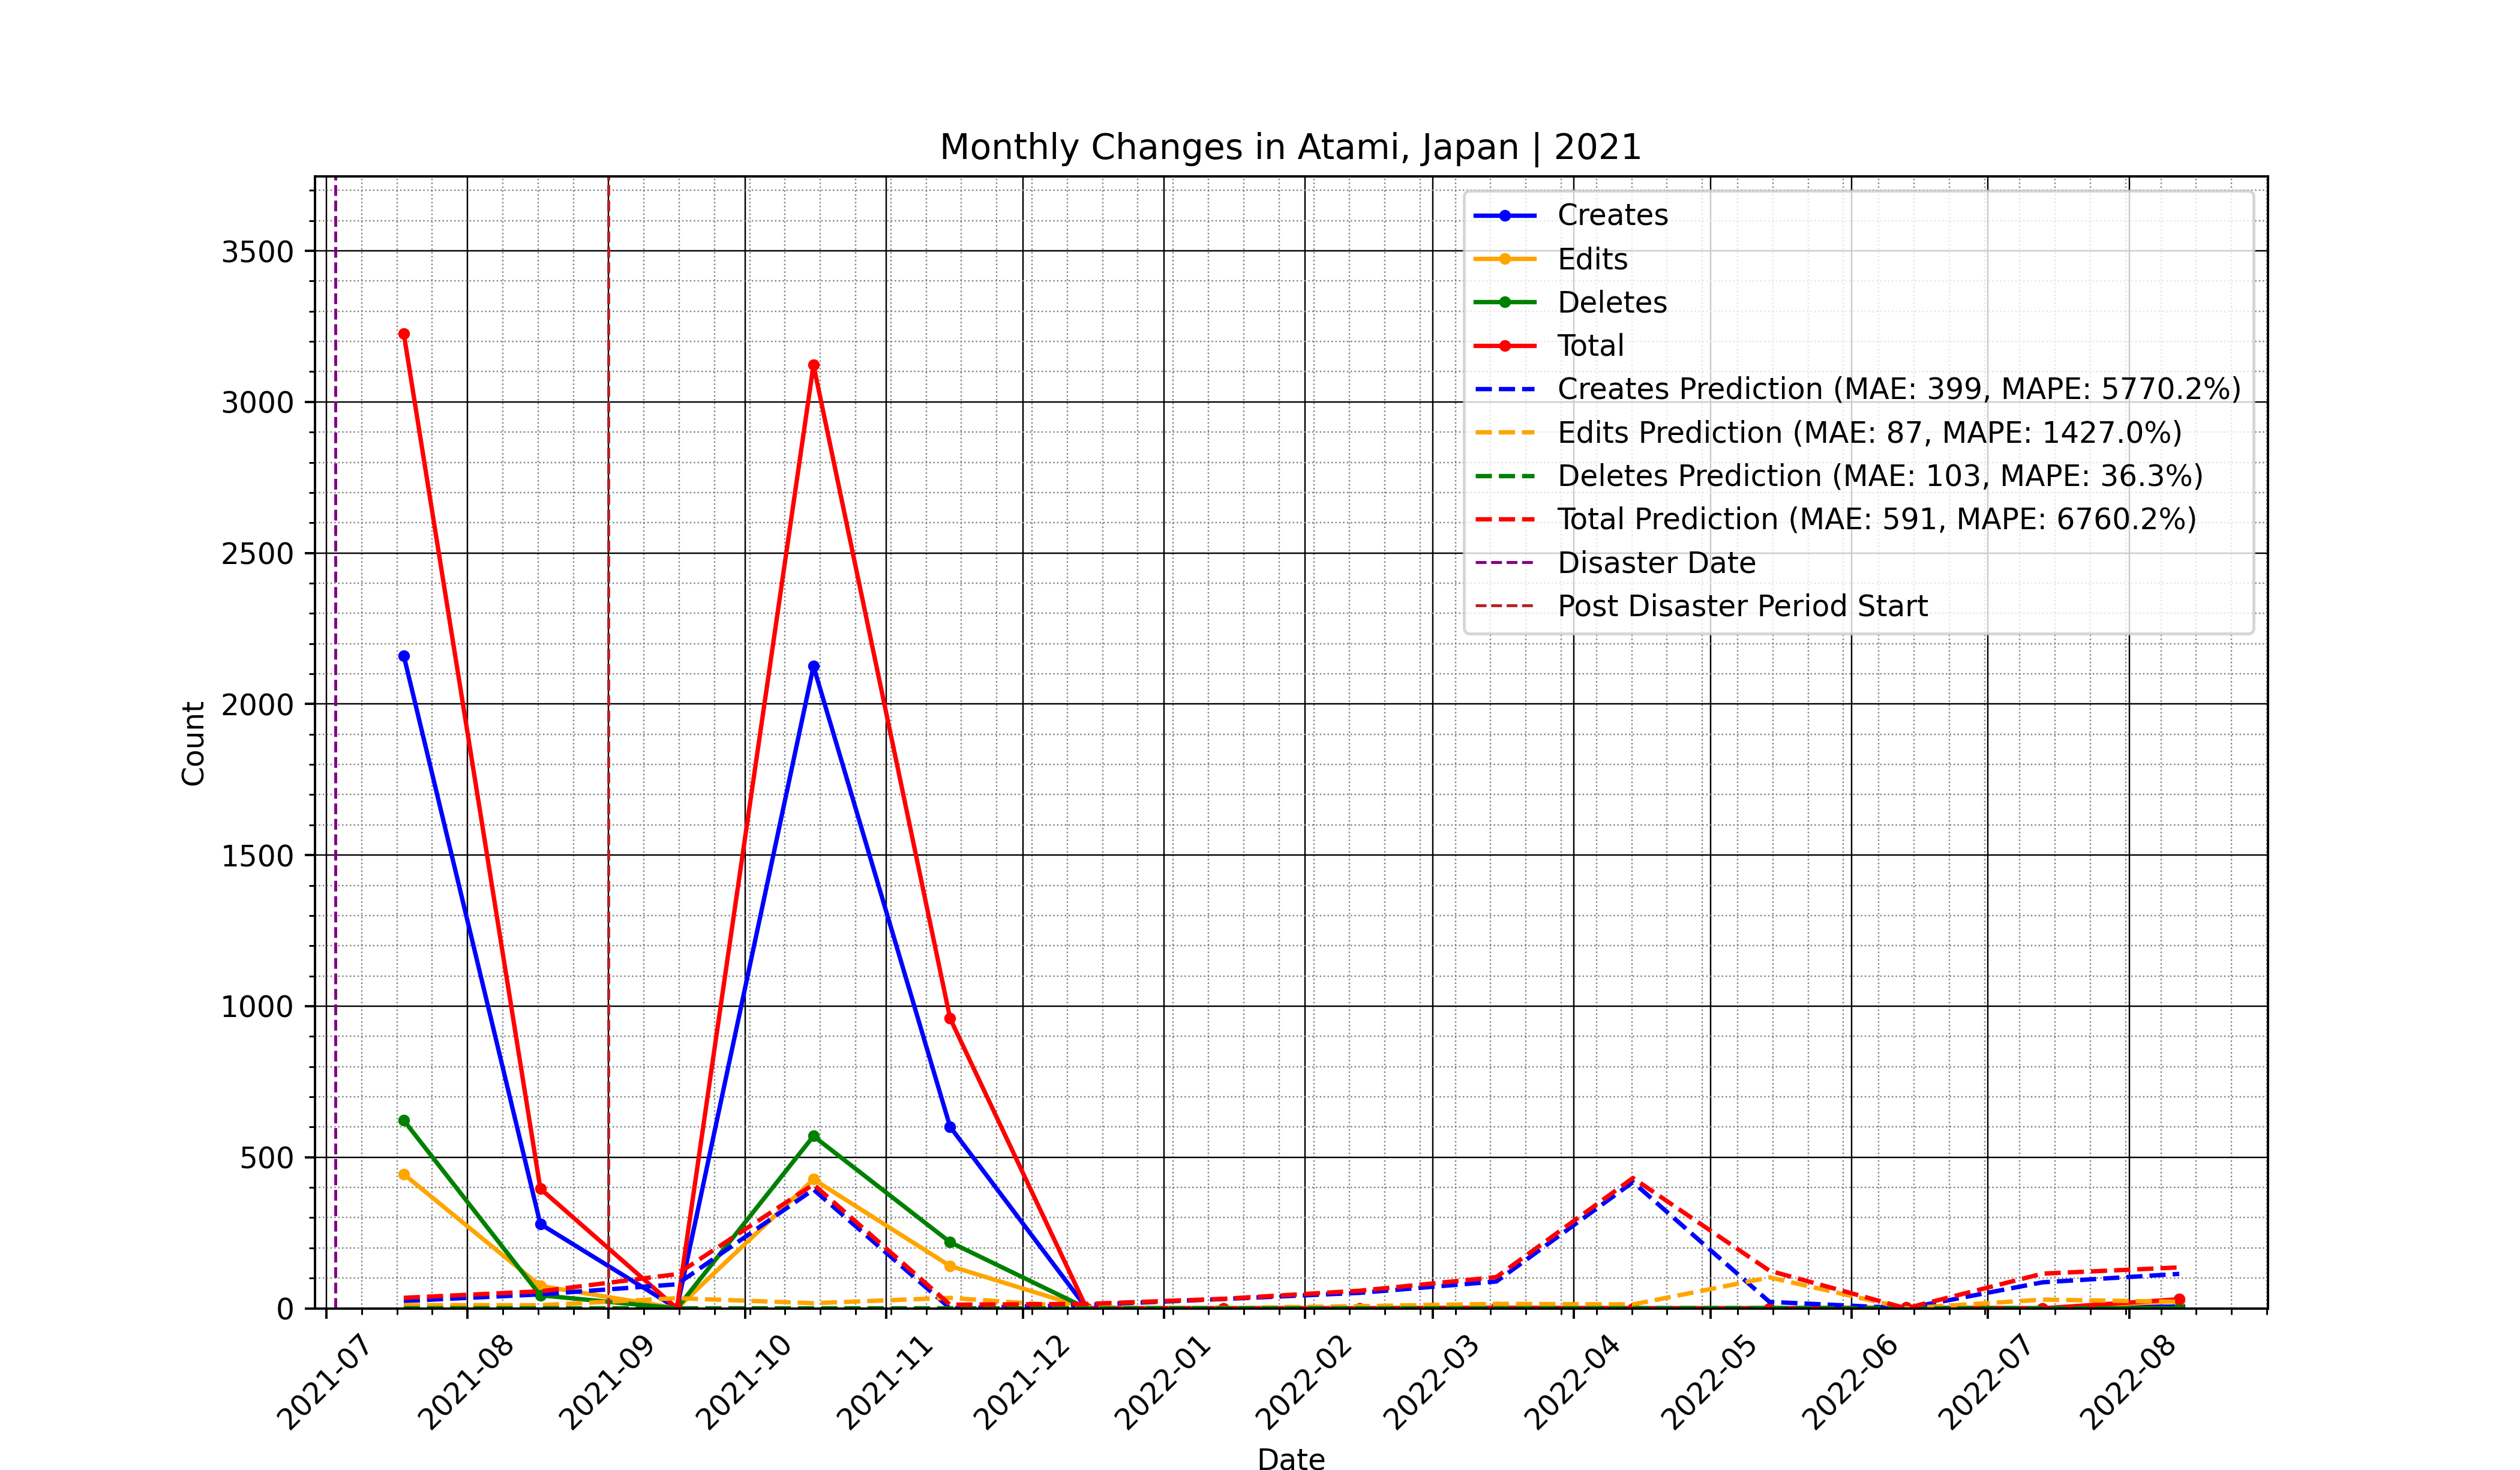 Monthly Changes in Atami, Japan | 2021
Creates
Edits
Deletes
Total
Creates Prediction (MAE: 399, MAPE: 5770.2%)
Edits Prediction (MAE: 87, MAPE: 1427.0%)
Deletes Prediction (MAE: 103, MAPE: 36.3%)
Total Prediction (MAE: 591, MAPE: 6760.2%)
Disaster Date
Post Disaster Period Start
Count
3500
3000
2500
2000
1500
1000
500
0
2021-07
2021-08
2021-09
2021-10
2021-11
2021-12
2022-01
2022-02
2022-03
2022-04
2022-05
2022-06
2022-07
2022-08
Date